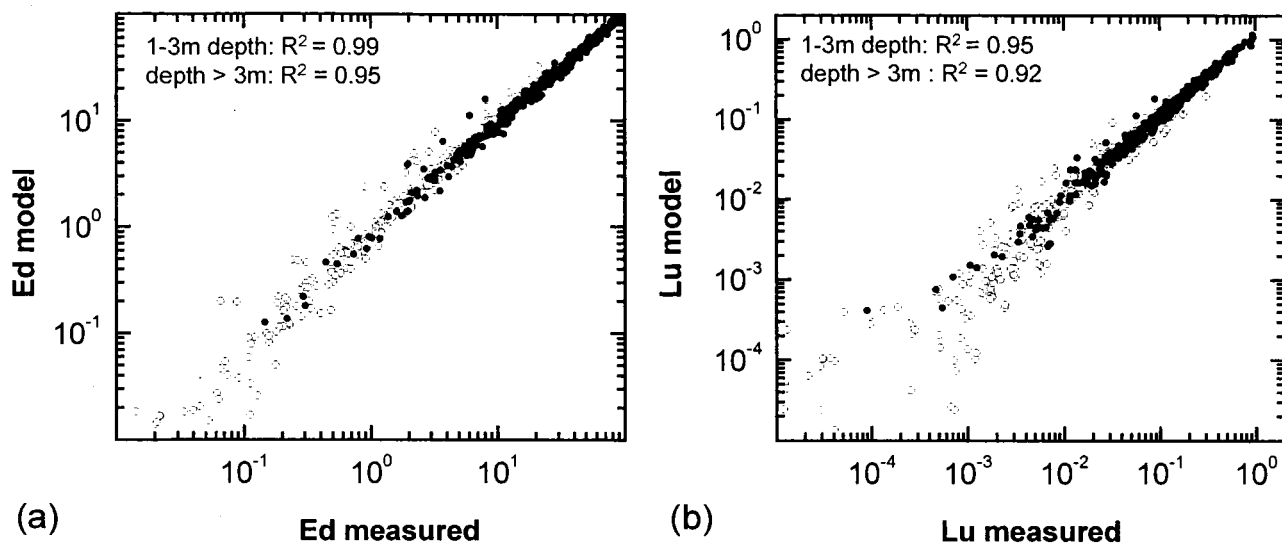 1-3m depth: R² = 0.99
depth > 3m: R² = 0.95
10¹
10⁰
10⁻¹
Ed model
10⁻¹ 10⁰ 10¹
Ed measured
(a)
1-3m depth: R² = 0.95
depth > 3m : R² = 0.92
10⁰
10⁻¹
10⁻²
10⁻³
10⁻⁴
Lu model
10⁻⁴ 10⁻³ 10⁻² 10⁻¹ 10⁰
Lu measured
(b)